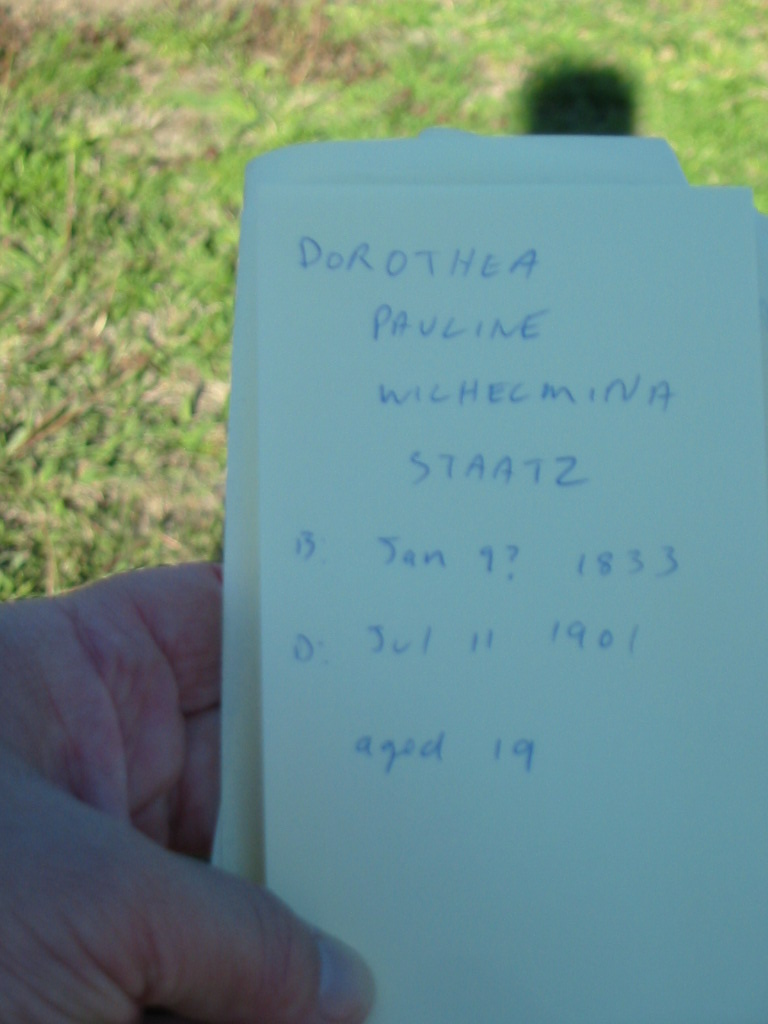 DOROTHEA
PAULINE
WILHELMINA
STAATZ
B: Jan 9? 1833
D: Jul 11 1901
aged 19